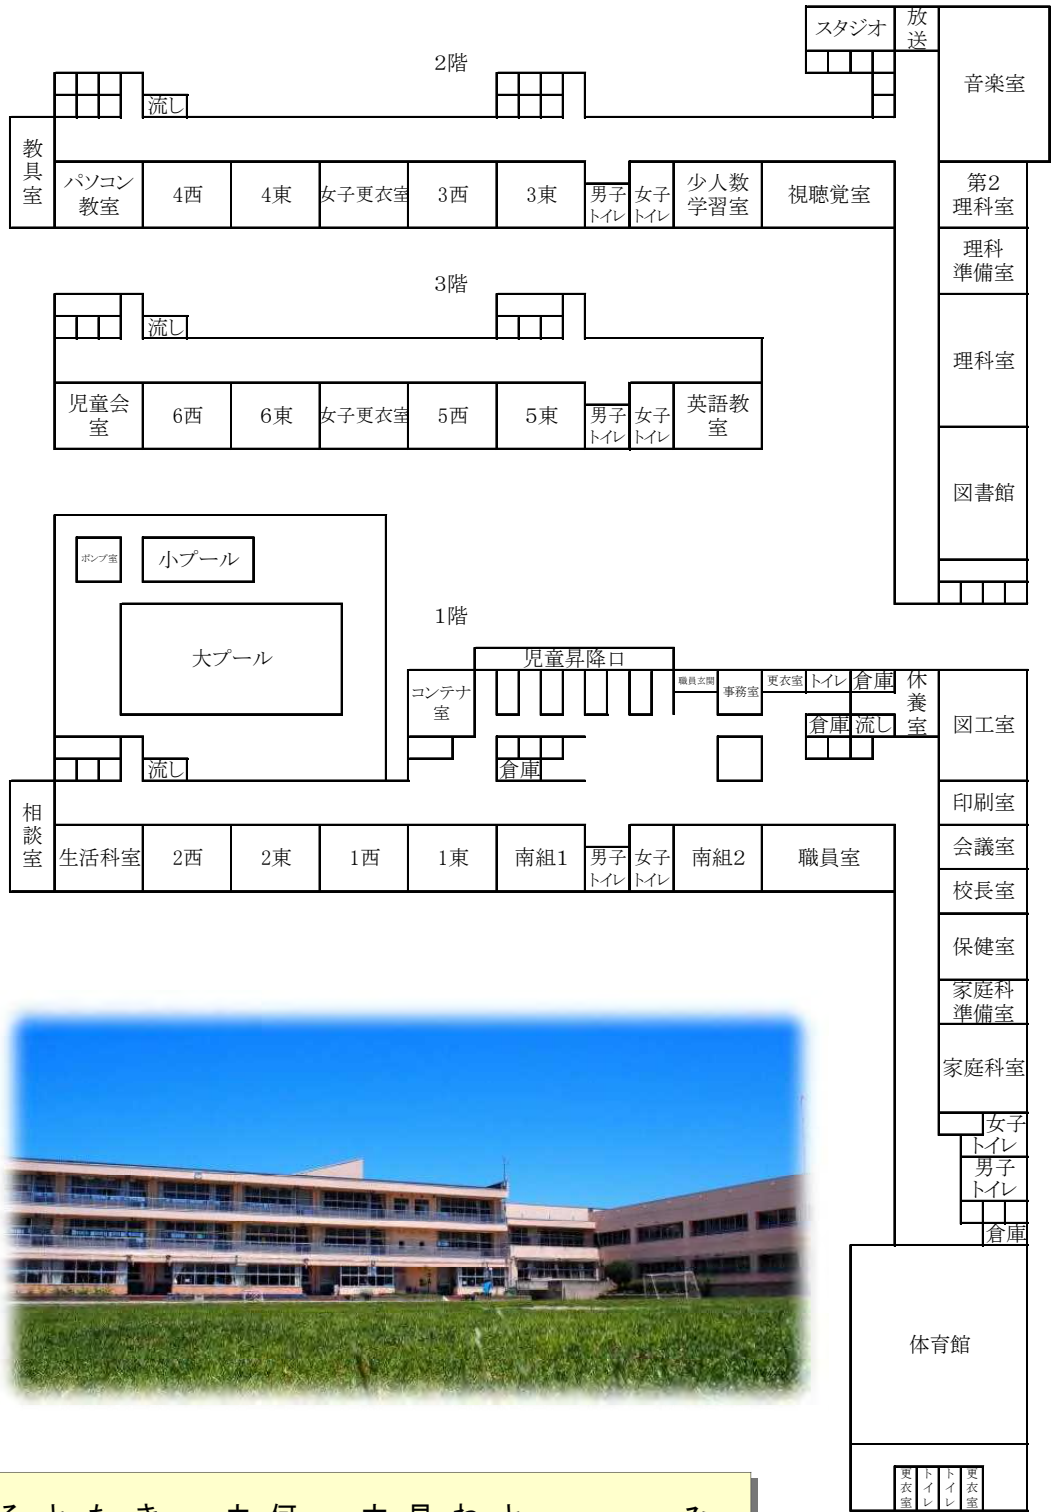 スタジオ
放送
音楽室
2階
流し
教具室
パソコン
教室
4西
4東
女子更衣室
3西
3東
男子
トイレ
女子
トイレ
少人数
学習室
視聴覚室
第2
理科室
理科
準備室
理科室
図書館
3階
流し
児童会
室
6西
6東
女子更衣室
5西
5東
男子
トイレ
女子
トイレ
英語教
室
ポンプ室
小プール
大プール
1階
児童昇降口
コンテナ
室
職員玄関
事務室
更衣室
トイレ
倉庫
休養室
倉庫
流し
図工室
流し
倉庫
相談室
生活科室
2西
2東
1西
1東
南組1
男子
トイレ
女子
トイレ
南組2
職員室
印刷室
会議室
校長室
保健室
家庭科
準備室
家庭科室
女子
トイレ
男子
トイレ
倉庫
体育館
更衣室
トイレ
トイレ
更衣室